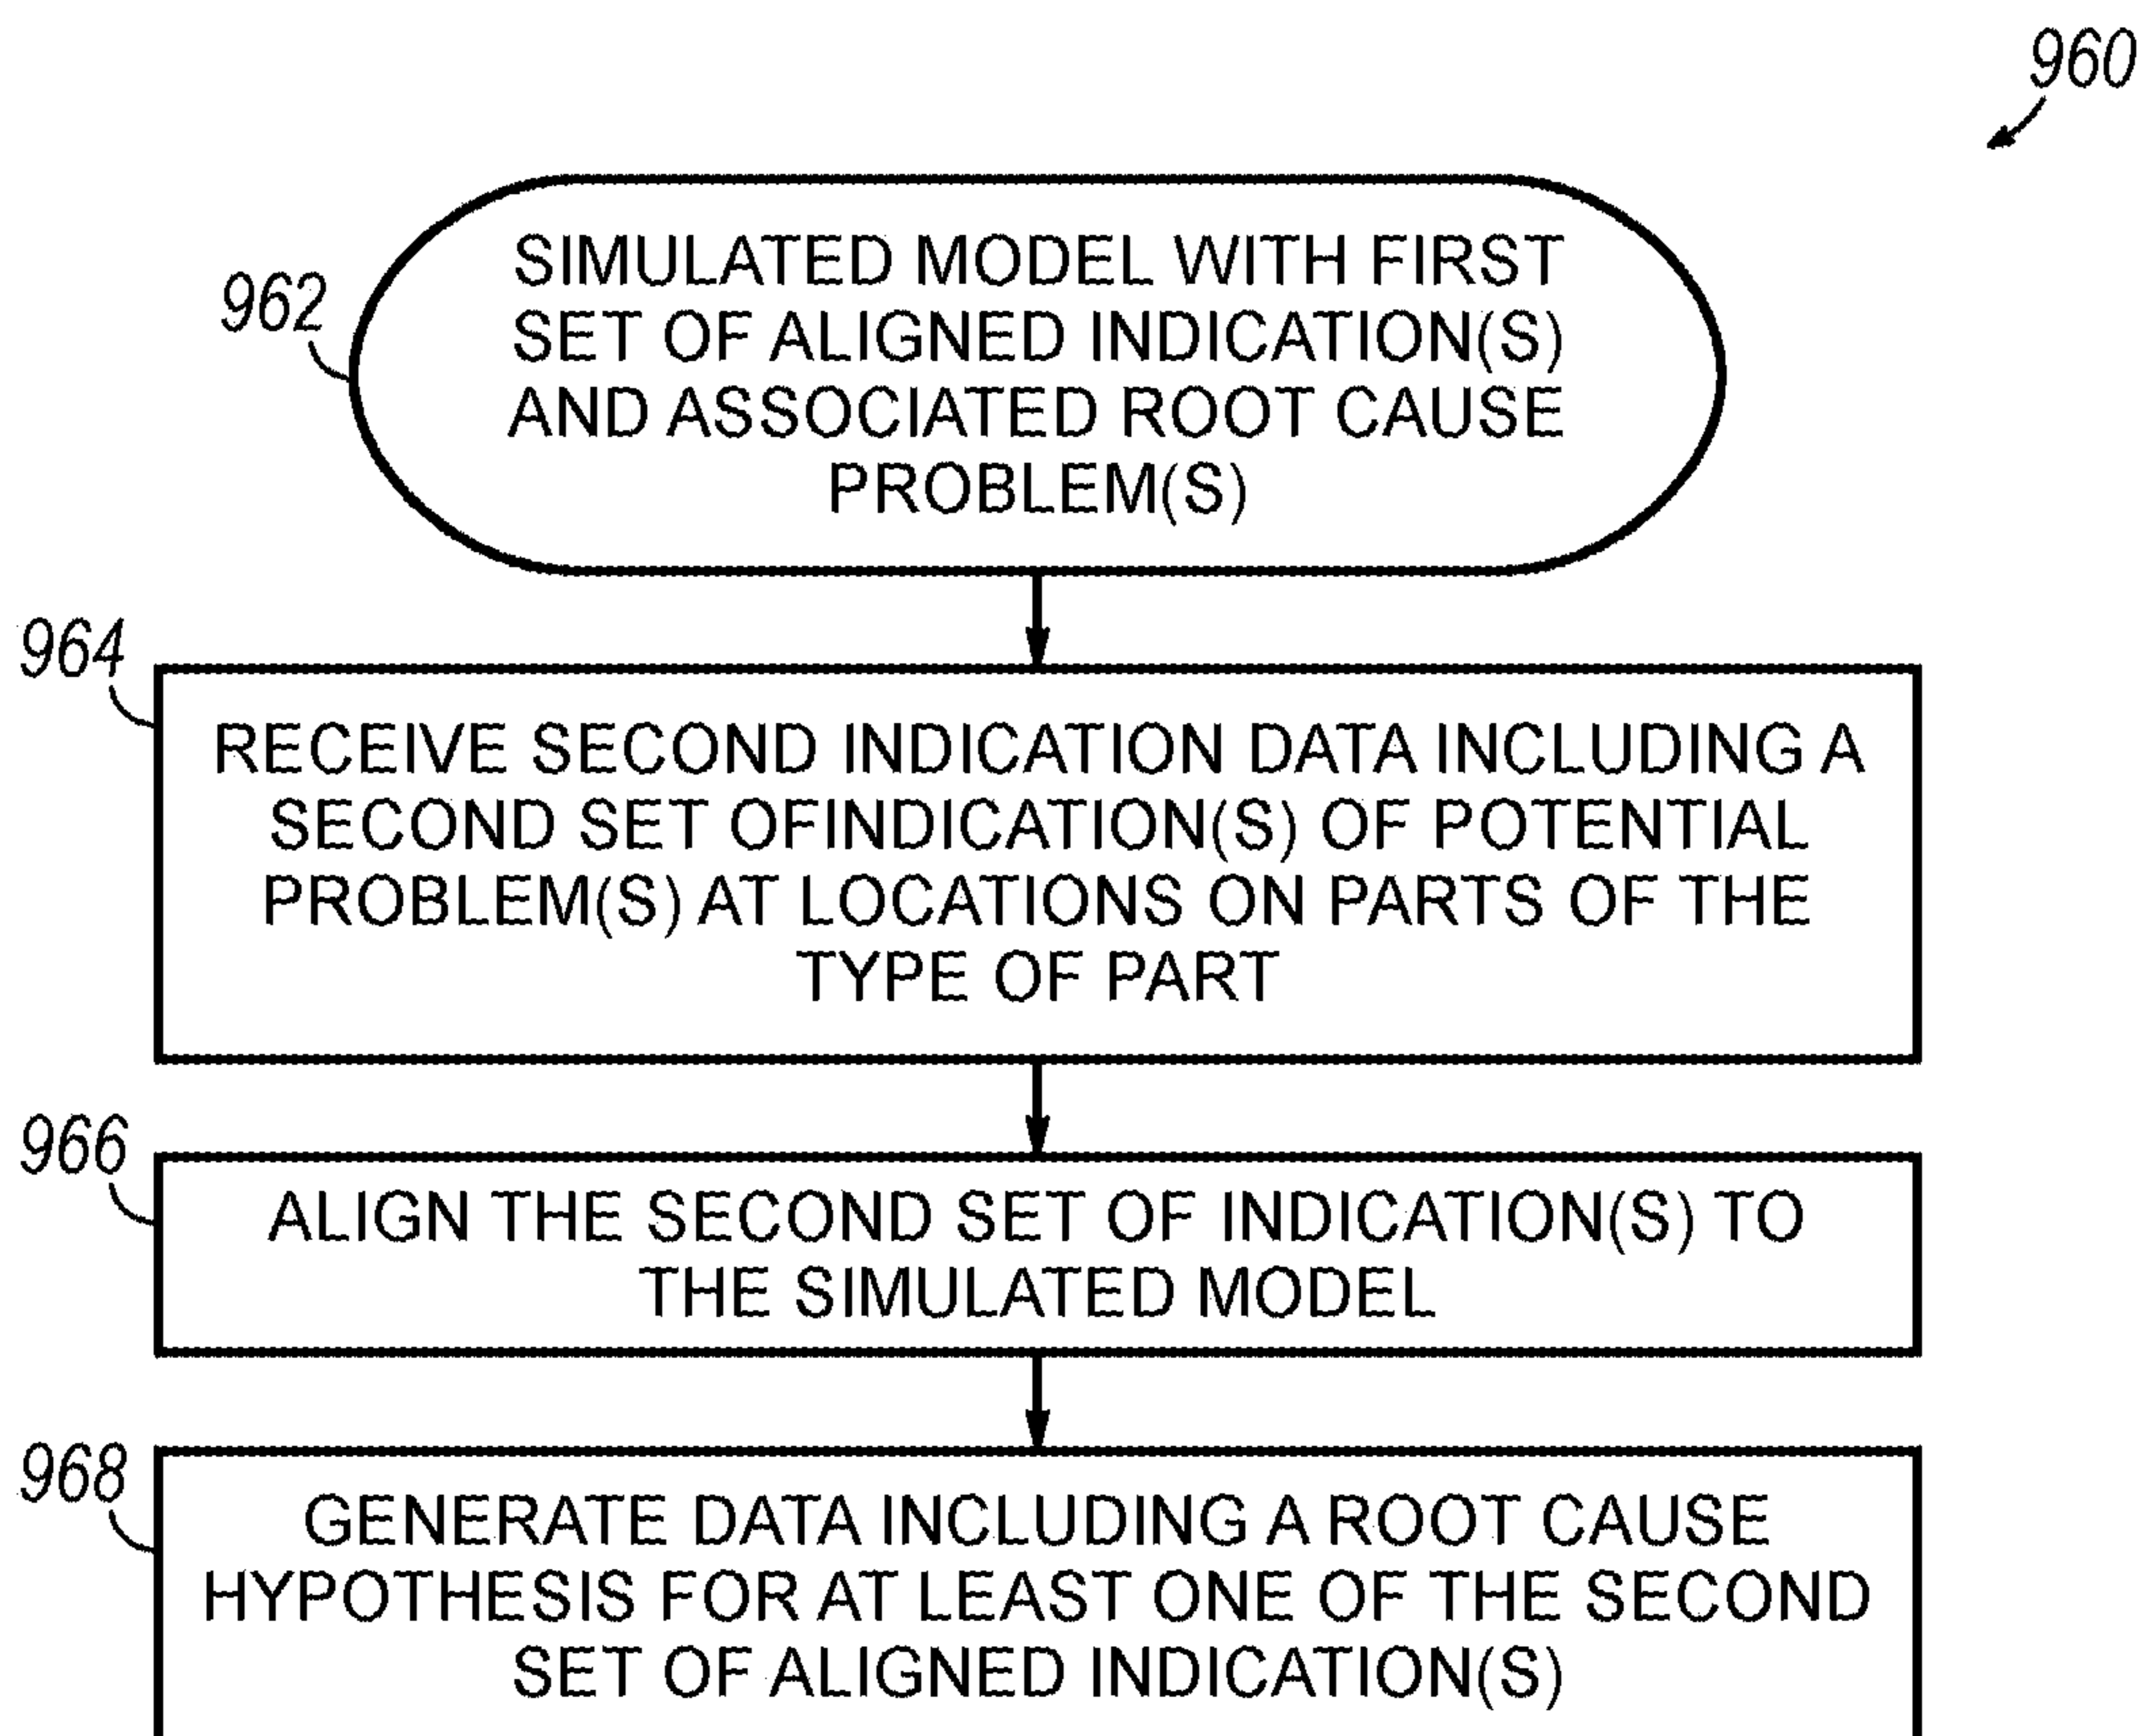 960
962
SIMULATED MODEL WITH FIRST
SET OF ALIGNED INDICATION(S)
AND ASSOCIATED ROOT CAUSE
PROBLEM(S)
964
RECEIVE SECOND INDICATION DATA INCLUDING A
SECOND SET OFINDICATION(S) OF POTENTIAL
PROBLEM(S) AT LOCATIONS ON PARTS OF THE
TYPE OF PART
966
ALIGN THE SECOND SET OF INDICATION(S) TO
THE SIMULATED MODEL
968
GENERATE DATA INCLUDING A ROOT CAUSE
HYPOTHESIS FOR AT LEAST ONE OF THE SECOND
SET OF ALIGNED INDICATION(S)